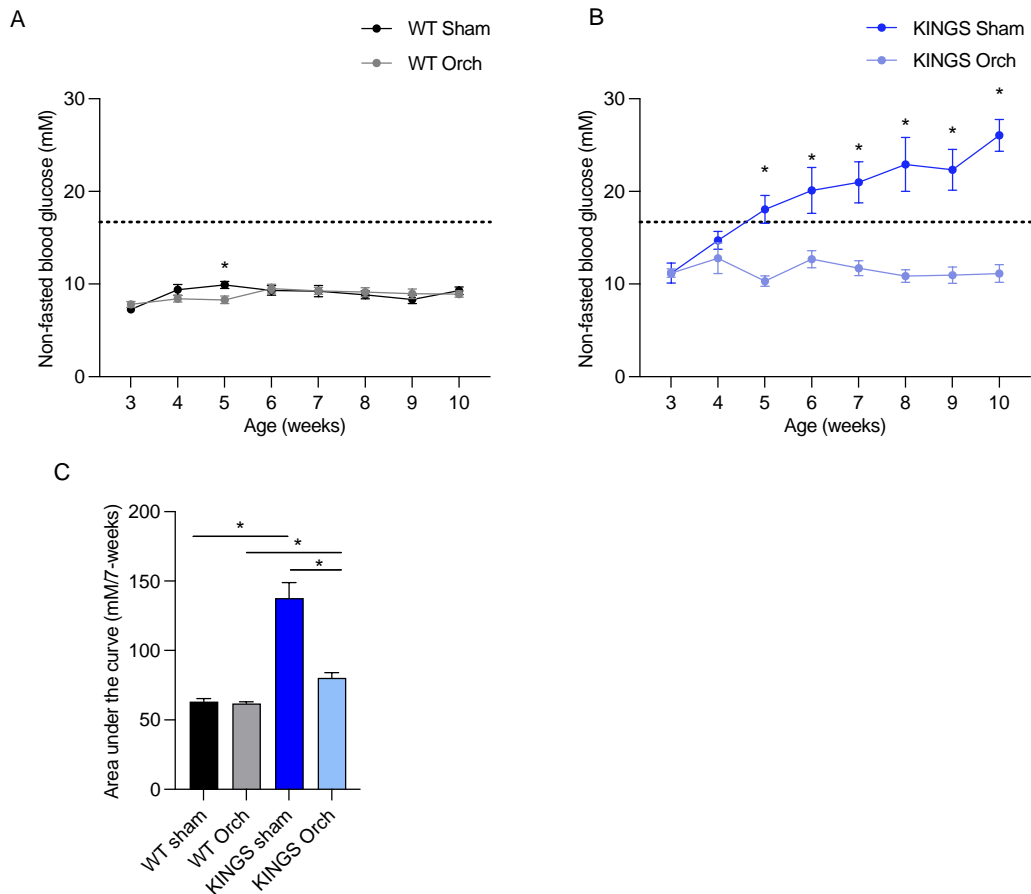 A
WT Sham
WT Orch
Non-fasted blood glucose (mM)
30
20
10
0
*
3 4 5 6 7 8 9 10
Age (weeks)
B
KINGS Sham
KINGS Orch
Non-fasted blood glucose (mM)
30
20
10
0
* * * * * *
3 4 5 6 7 8 9 10
Age (weeks)
C
Area under the curve (mM/7-weeks)
200
150
100
50
0
*
*
*
WT sham
WT Orch
KINGS sham
KINGS Orch